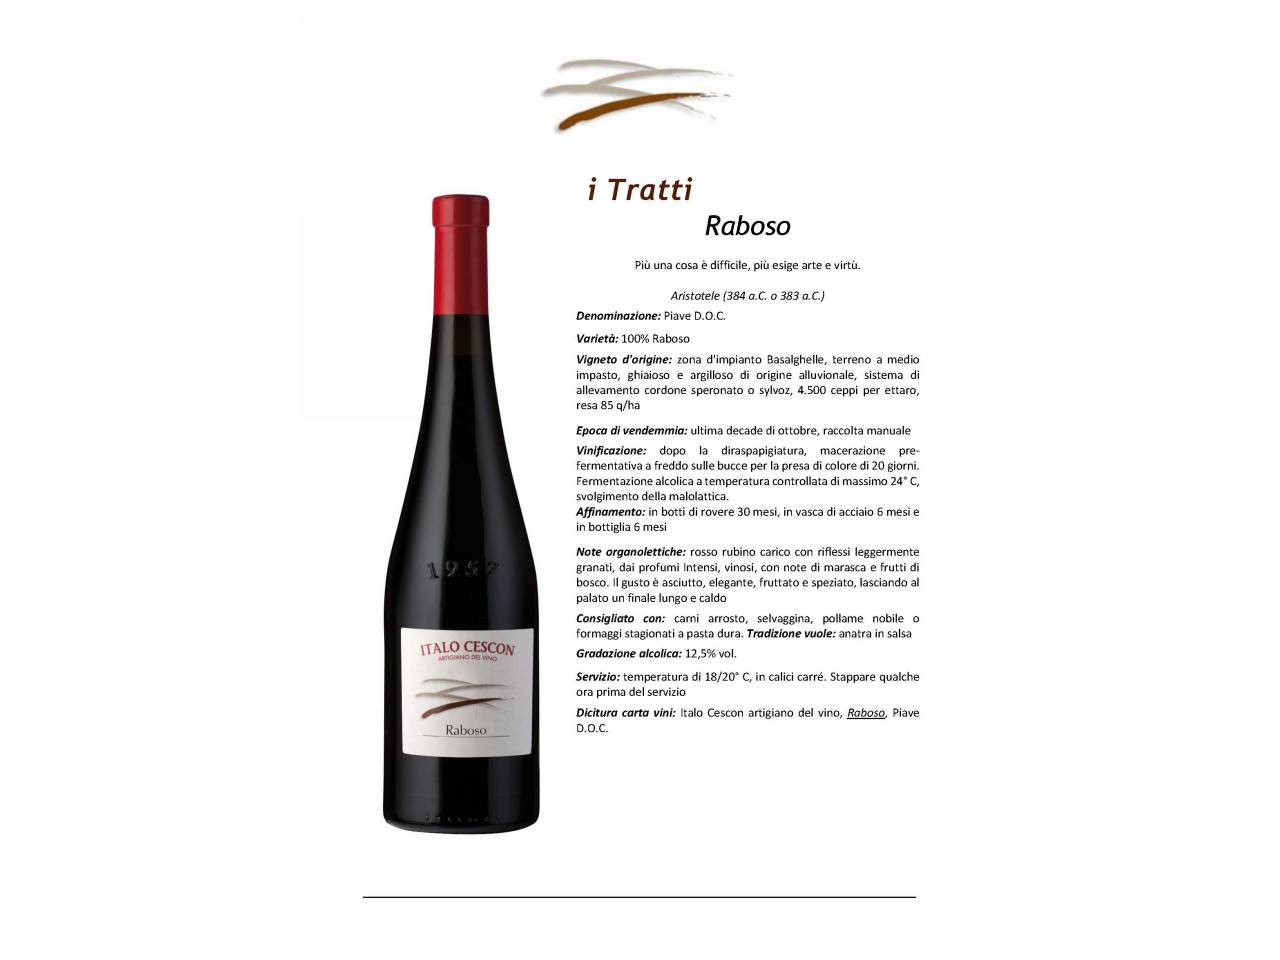 i Tratti
Raboso
Più una cosa è difficile, più esige arte e virtù.
Aristotele (384 a.C. o 383 a.C.)
Denominazione: Piave D.O.C.
Varietà: 100% Raboso
Vigneto d'origine: zona d'impianto Basalghelle, terreno a medio
impasto, ghiaioso e argilloso di origine alluvionale, sistema di
allevamento cordone speronato o sylvoz, 4.500 ceppi per ettaro,
resa 85 q/ha
Epoca di vendemmia: ultima decade di ottobre, raccolta manuale
Vinificazione: dopo la diraspapigiatura, macerazione pre-
fermentativa a freddo sulle bucce per la presa di colore di 20 giorni.
Fermentazione alcolica a temperatura controllata di massimo 24° C,
svolgimento della malolattica.
Affinamento: in botti di rovere 30 mesi, in vasca di acciaio 6 mesi e
in bottiglia 6 mesi
Note organolettiche: rosso rubino carico con riflessi leggermente
granati, dai profumi Intensi, vinosi, con note di marasca e frutti di
bosco. Il gusto è asciutto, elegante, fruttato e speziato, lasciando al
palato un finale lungo e caldo
Consigliato con: carni arrosto, selvaggina, pollame nobile o
formaggi stagionati a pasta dura. Tradizione vuole: anatra in salsa
Gradazione alcolica: 12,5% vol.
Servizio: temperatura di 18/20° C, in calici carré. Stappare qualche
ora prima del servizio
Dicitura carta vini: Italo Cescon artigiano del vino, Raboso, Piave
D.O.C.
1957
ITALO CESCON
ARTIGIANO DEL VINO
Raboso